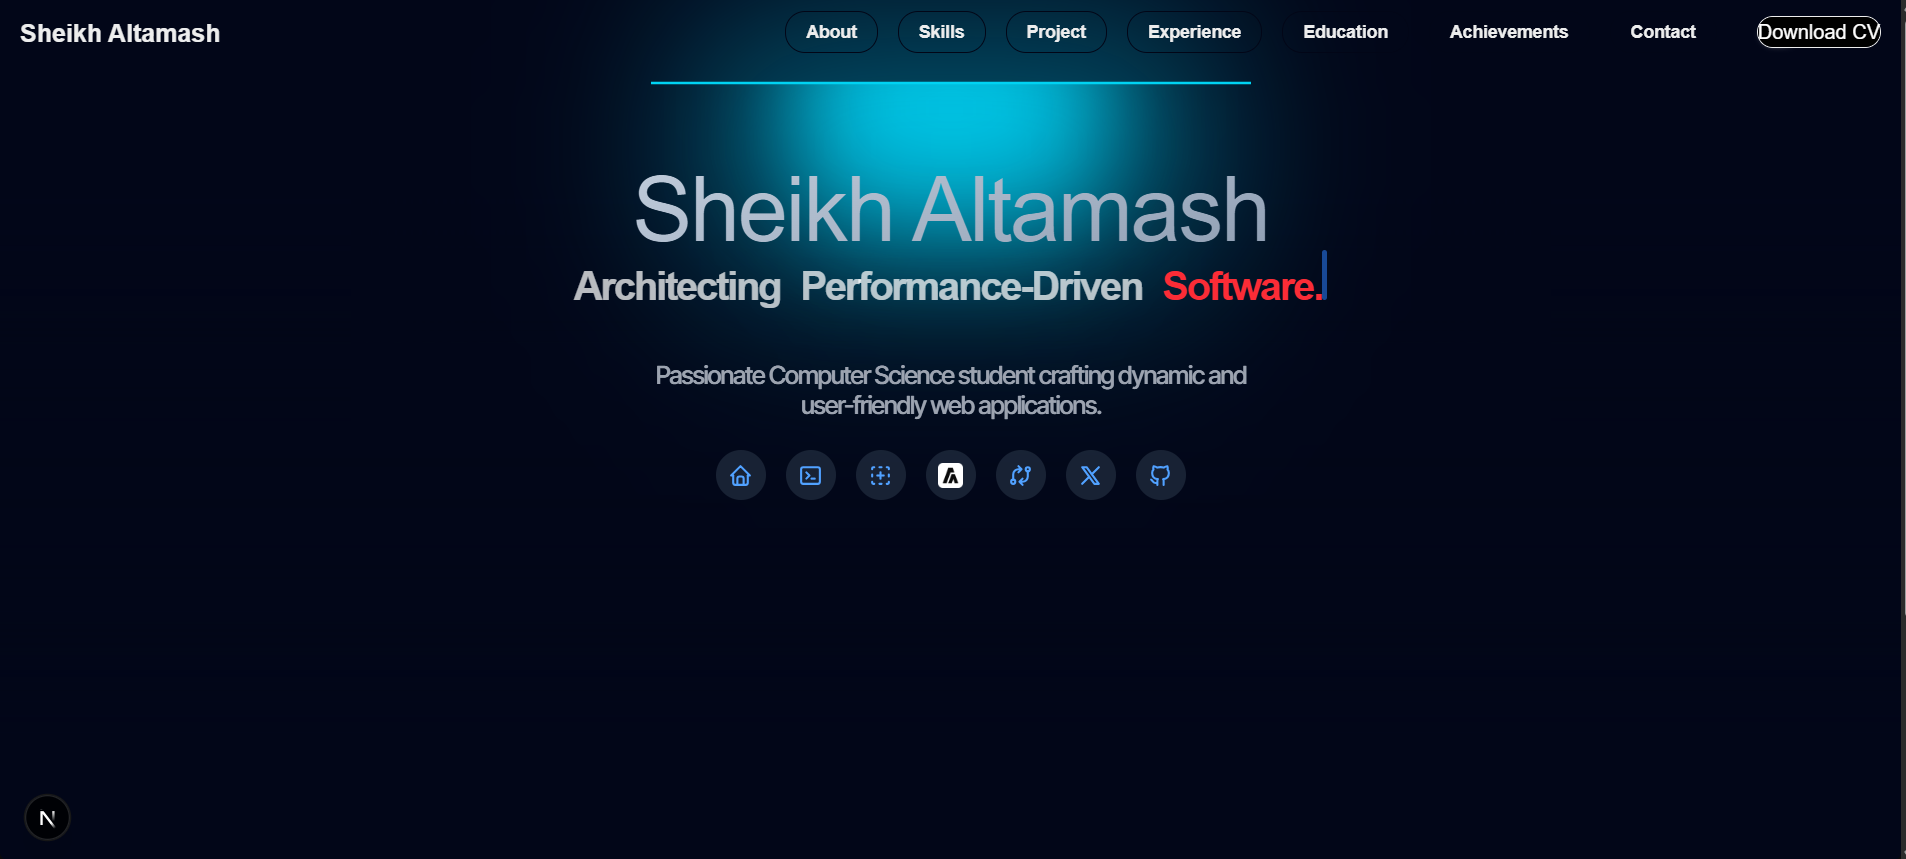 Sheikh Altamash
About Skills Project Experience Education Achievements Contact Download CV
Sheikh Altamash
Architecting Performance-Driven Software.
Passionate Computer Science student crafting dynamic and
user-friendly web applications.
N